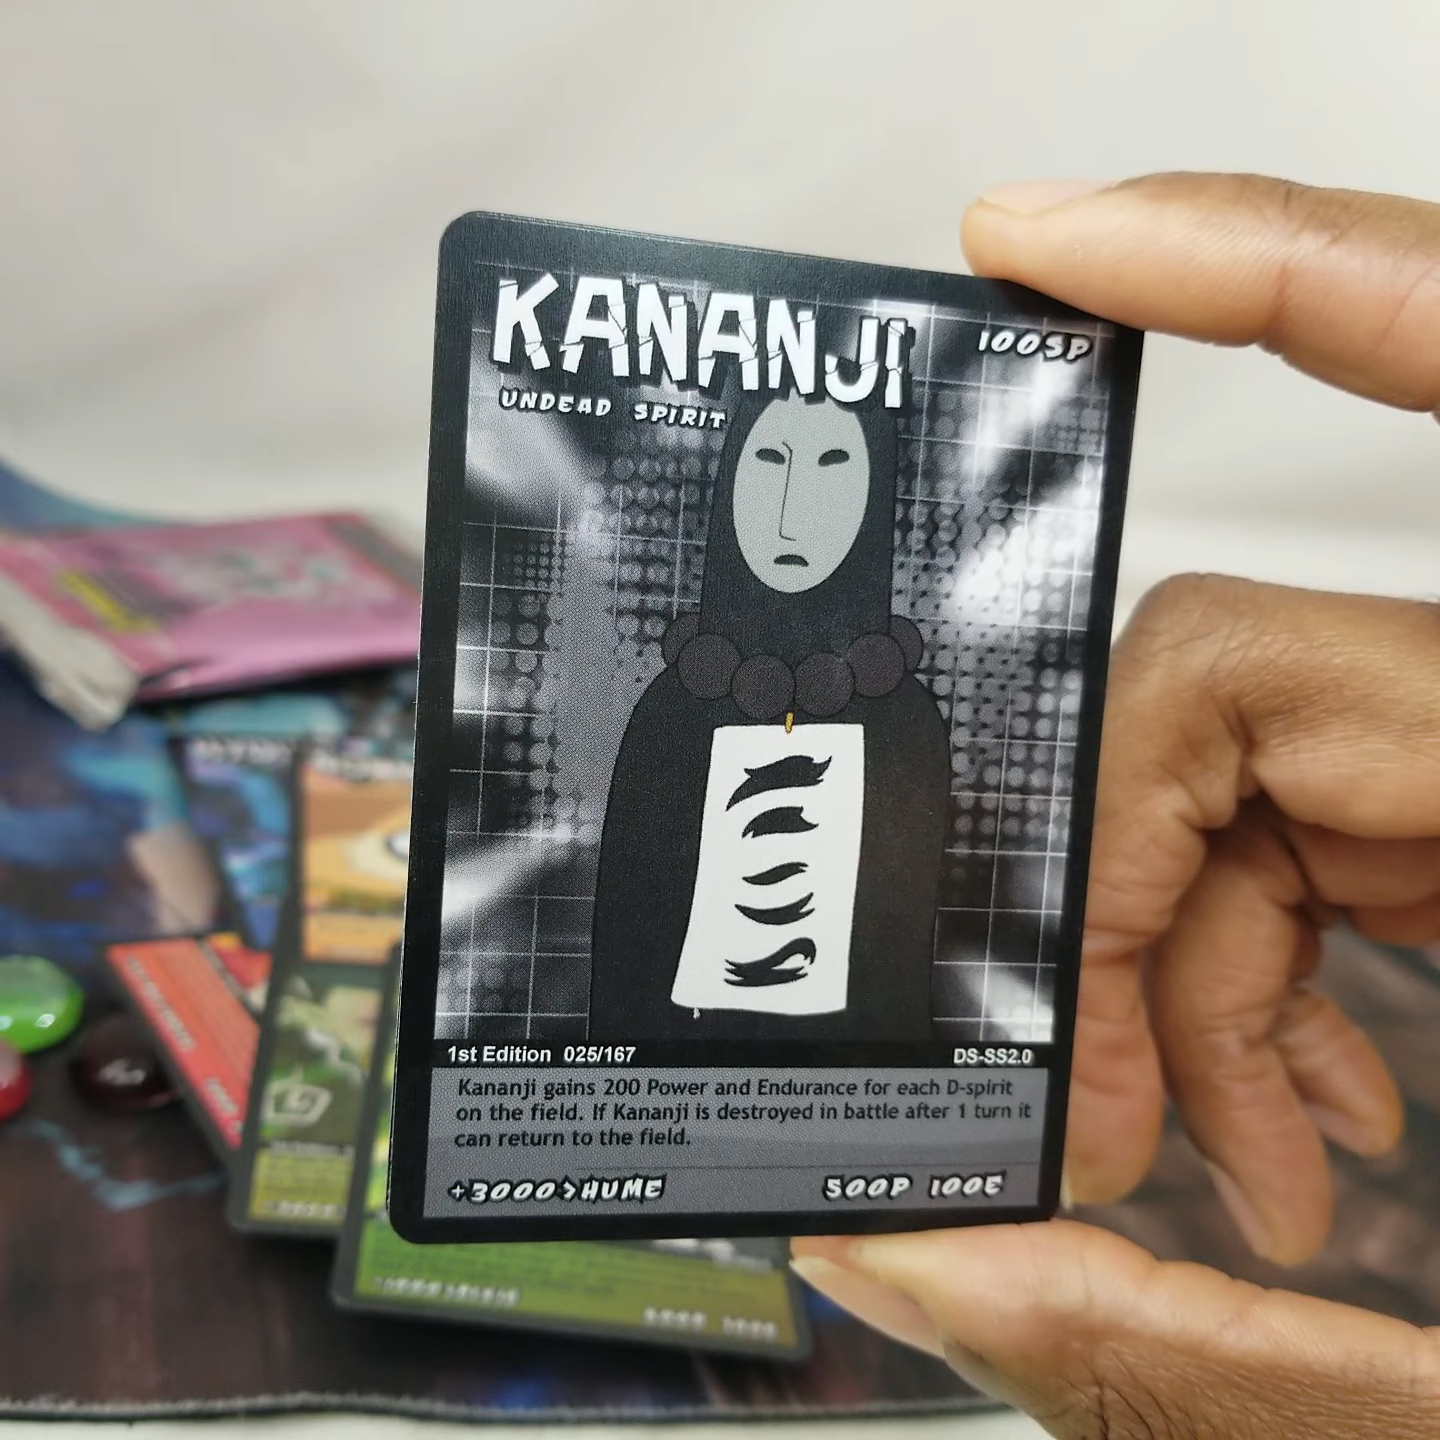 KANANJI
100SP
UNDEAD SPIRIT
1st Edition 025/167
DS-SS2.0
Kananji gains 200 Power and Endurance for each D-spirit
on the field. If Kananji is destroyed in battle after 1 turn it
can return to the field.
+3000>HUME
500P 100E